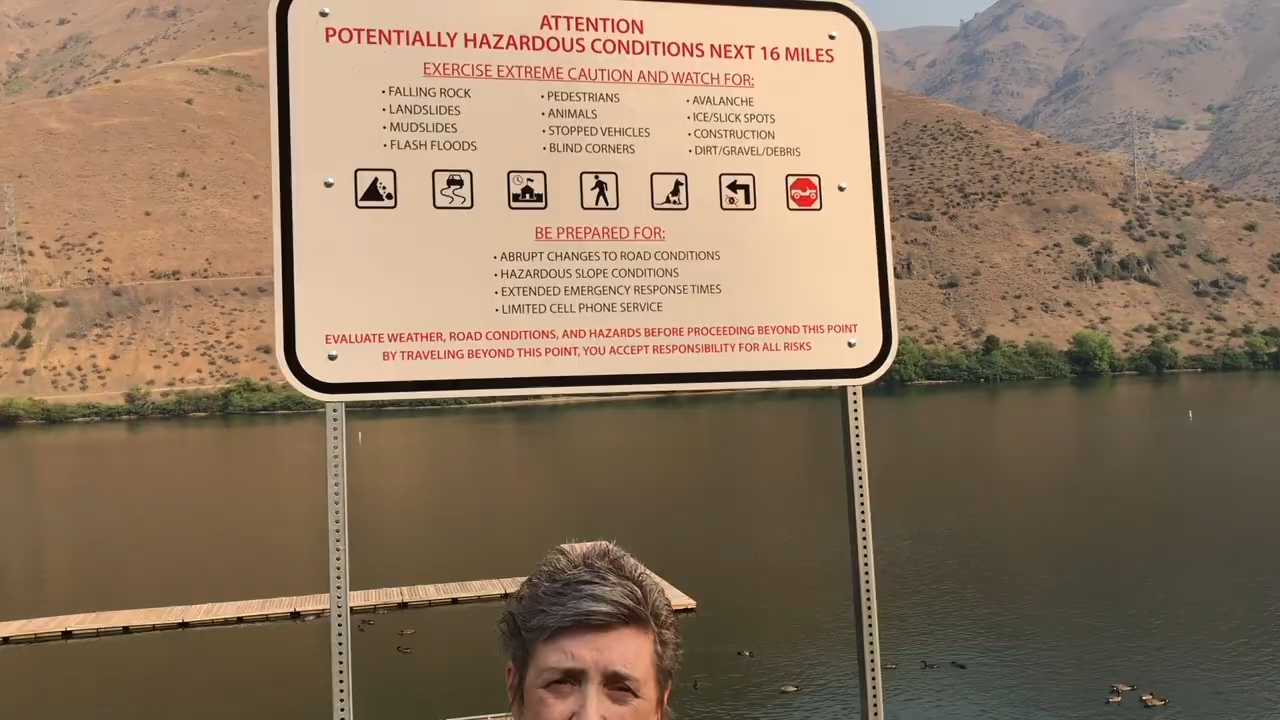 ATTENTION
POTENTIALLY HAZARDOUS CONDITIONS NEXT 16 MILES
EXERCISE EXTREME CAUTION AND WATCH FOR:
• FALLING ROCK
• LANDSLIDES
• MUDSLIDES
• FLASH FLOODS
• PEDESTRIANS
• ANIMALS
• STOPPED VEHICLES
• BLIND CORNERS
• AVALANCHE
• ICE/SLICK SPOTS
• CONSTRUCTION
• DIRT/GRAVEL/DEBRIS
BE PREPARED FOR:
• ABRUPT CHANGES TO ROAD CONDITIONS
• HAZARDOUS SLOPE CONDITIONS
• EXTENDED EMERGENCY RESPONSE TIMES
• LIMITED CELL PHONE SERVICE
EVALUATE WEATHER, ROAD CONDITIONS, AND HAZARDS BEFORE PROCEEDING BEYOND THIS POINT
BY TRAVELING BEYOND THIS POINT, YOU ACCEPT RESPONSIBILITY FOR ALL RISKS